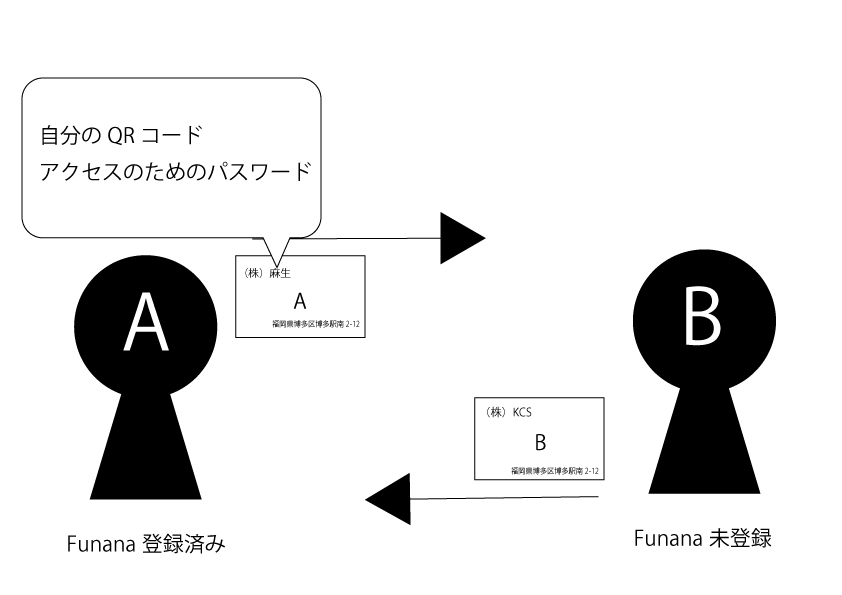 自分の QR コード
アクセスのためのパスワード
（株）麻生
A
福岡県博多区博多駅南 2-12
A
B
（株）KCS
B
福岡県博多区博多駅南 2-12
Funana 登録済み
Funana 未登録